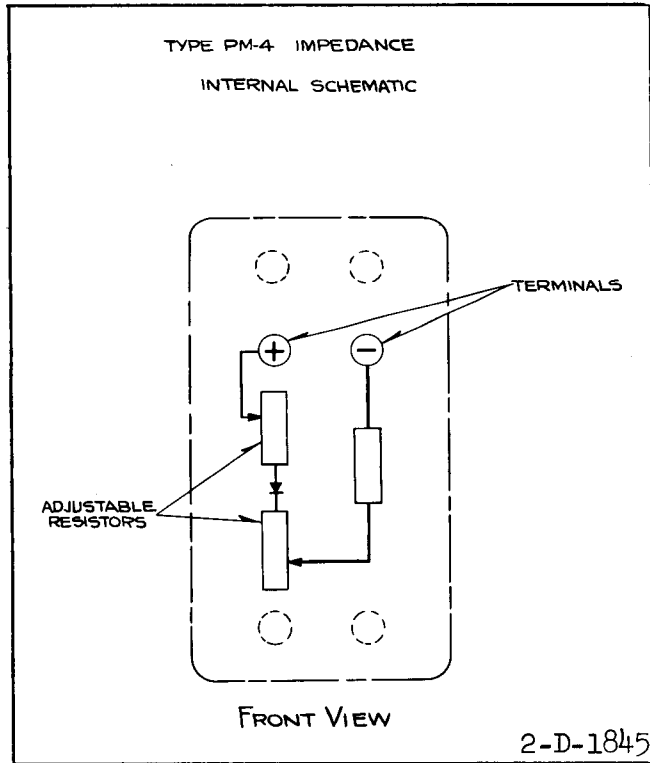 TYPE PM-4 IMPEDANCE
INTERNAL SCHEMATIC
TERMINALS
+ −
ADJUSTABLE
RESISTORS
FRONT VIEW
2-D-1845